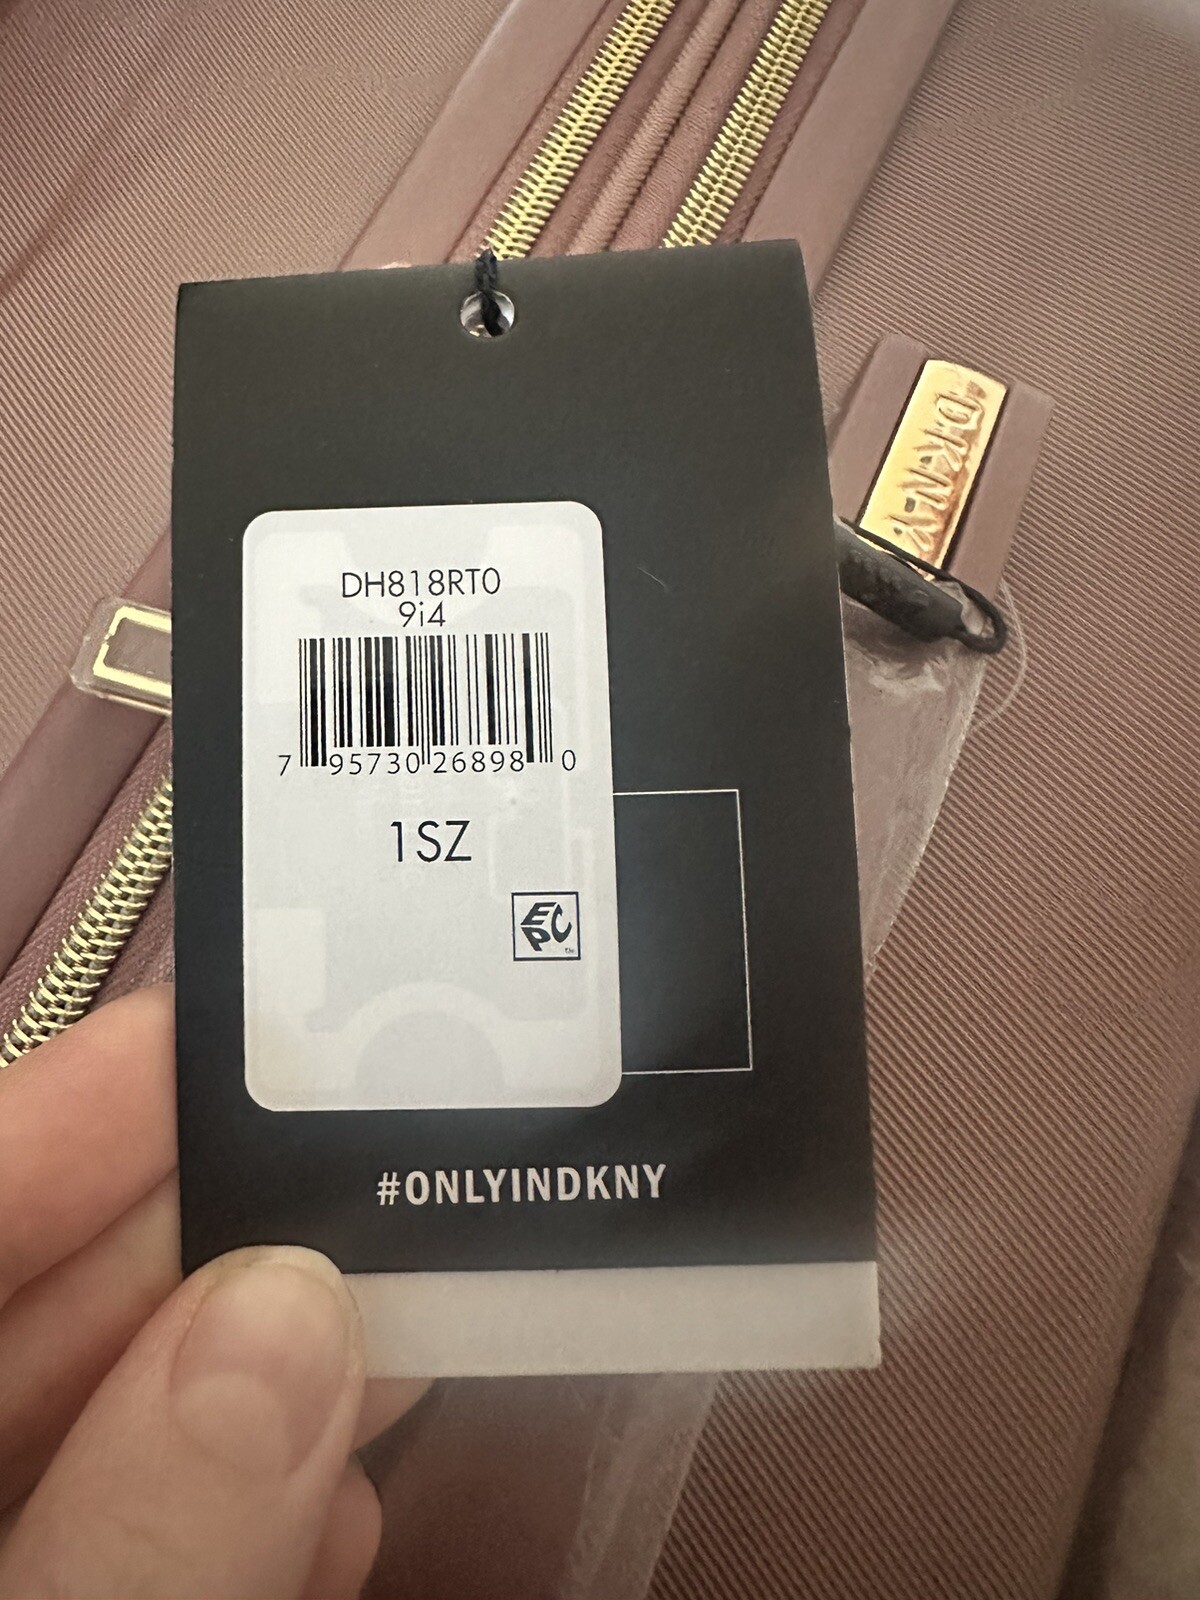 DKNY
DH818RT0
9i4
7 95730 26898 0
1SZ
EPC
#ONLYINDKNY